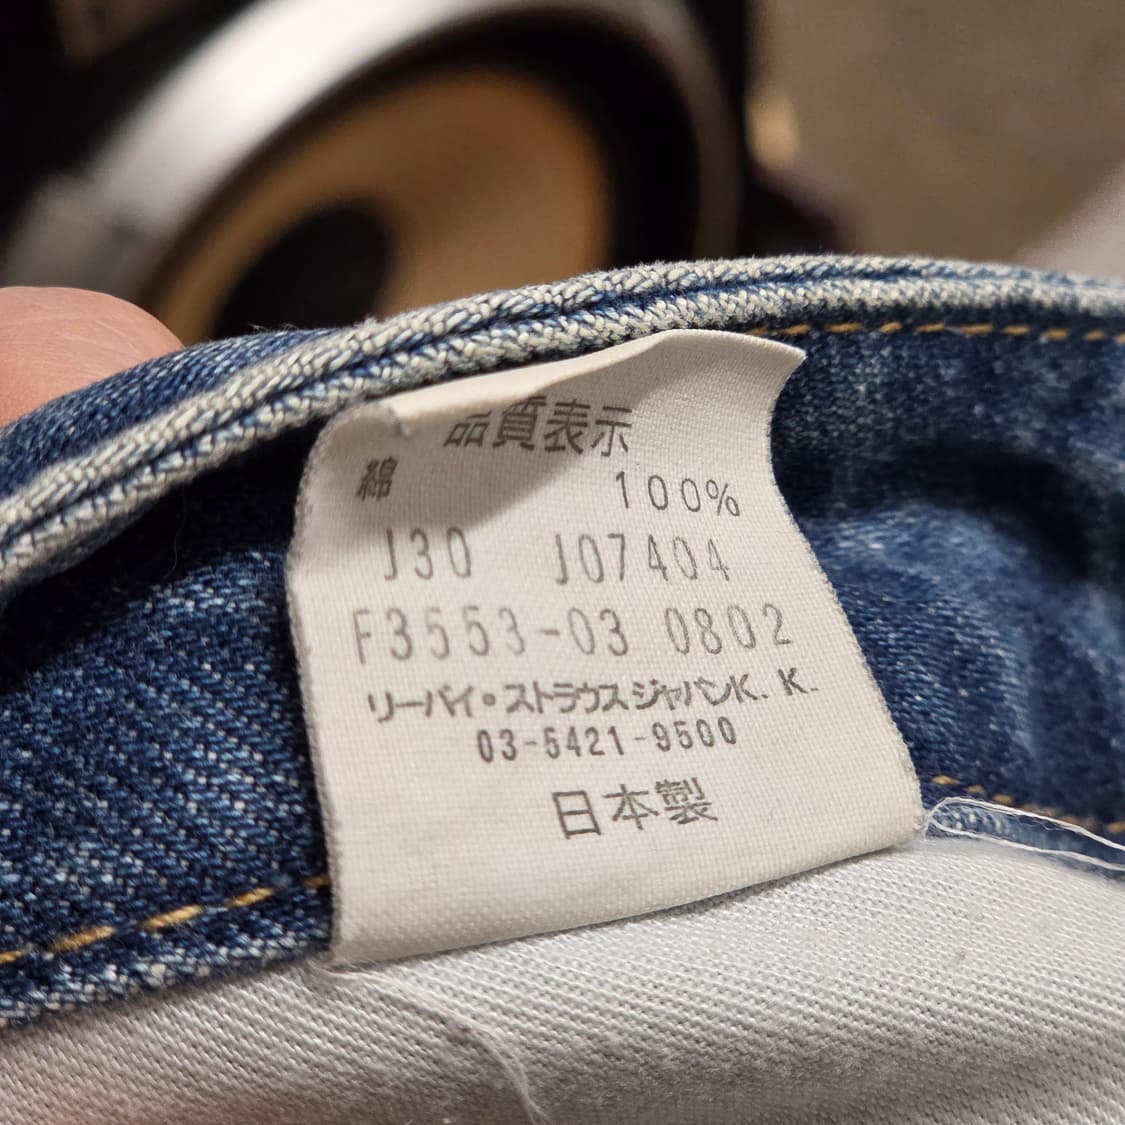 品質表示
綿 100%
J30 J07404
F3553-03 0802
リーバイ・ストラウスジャパンK.K.
03-5421-9500
日本製